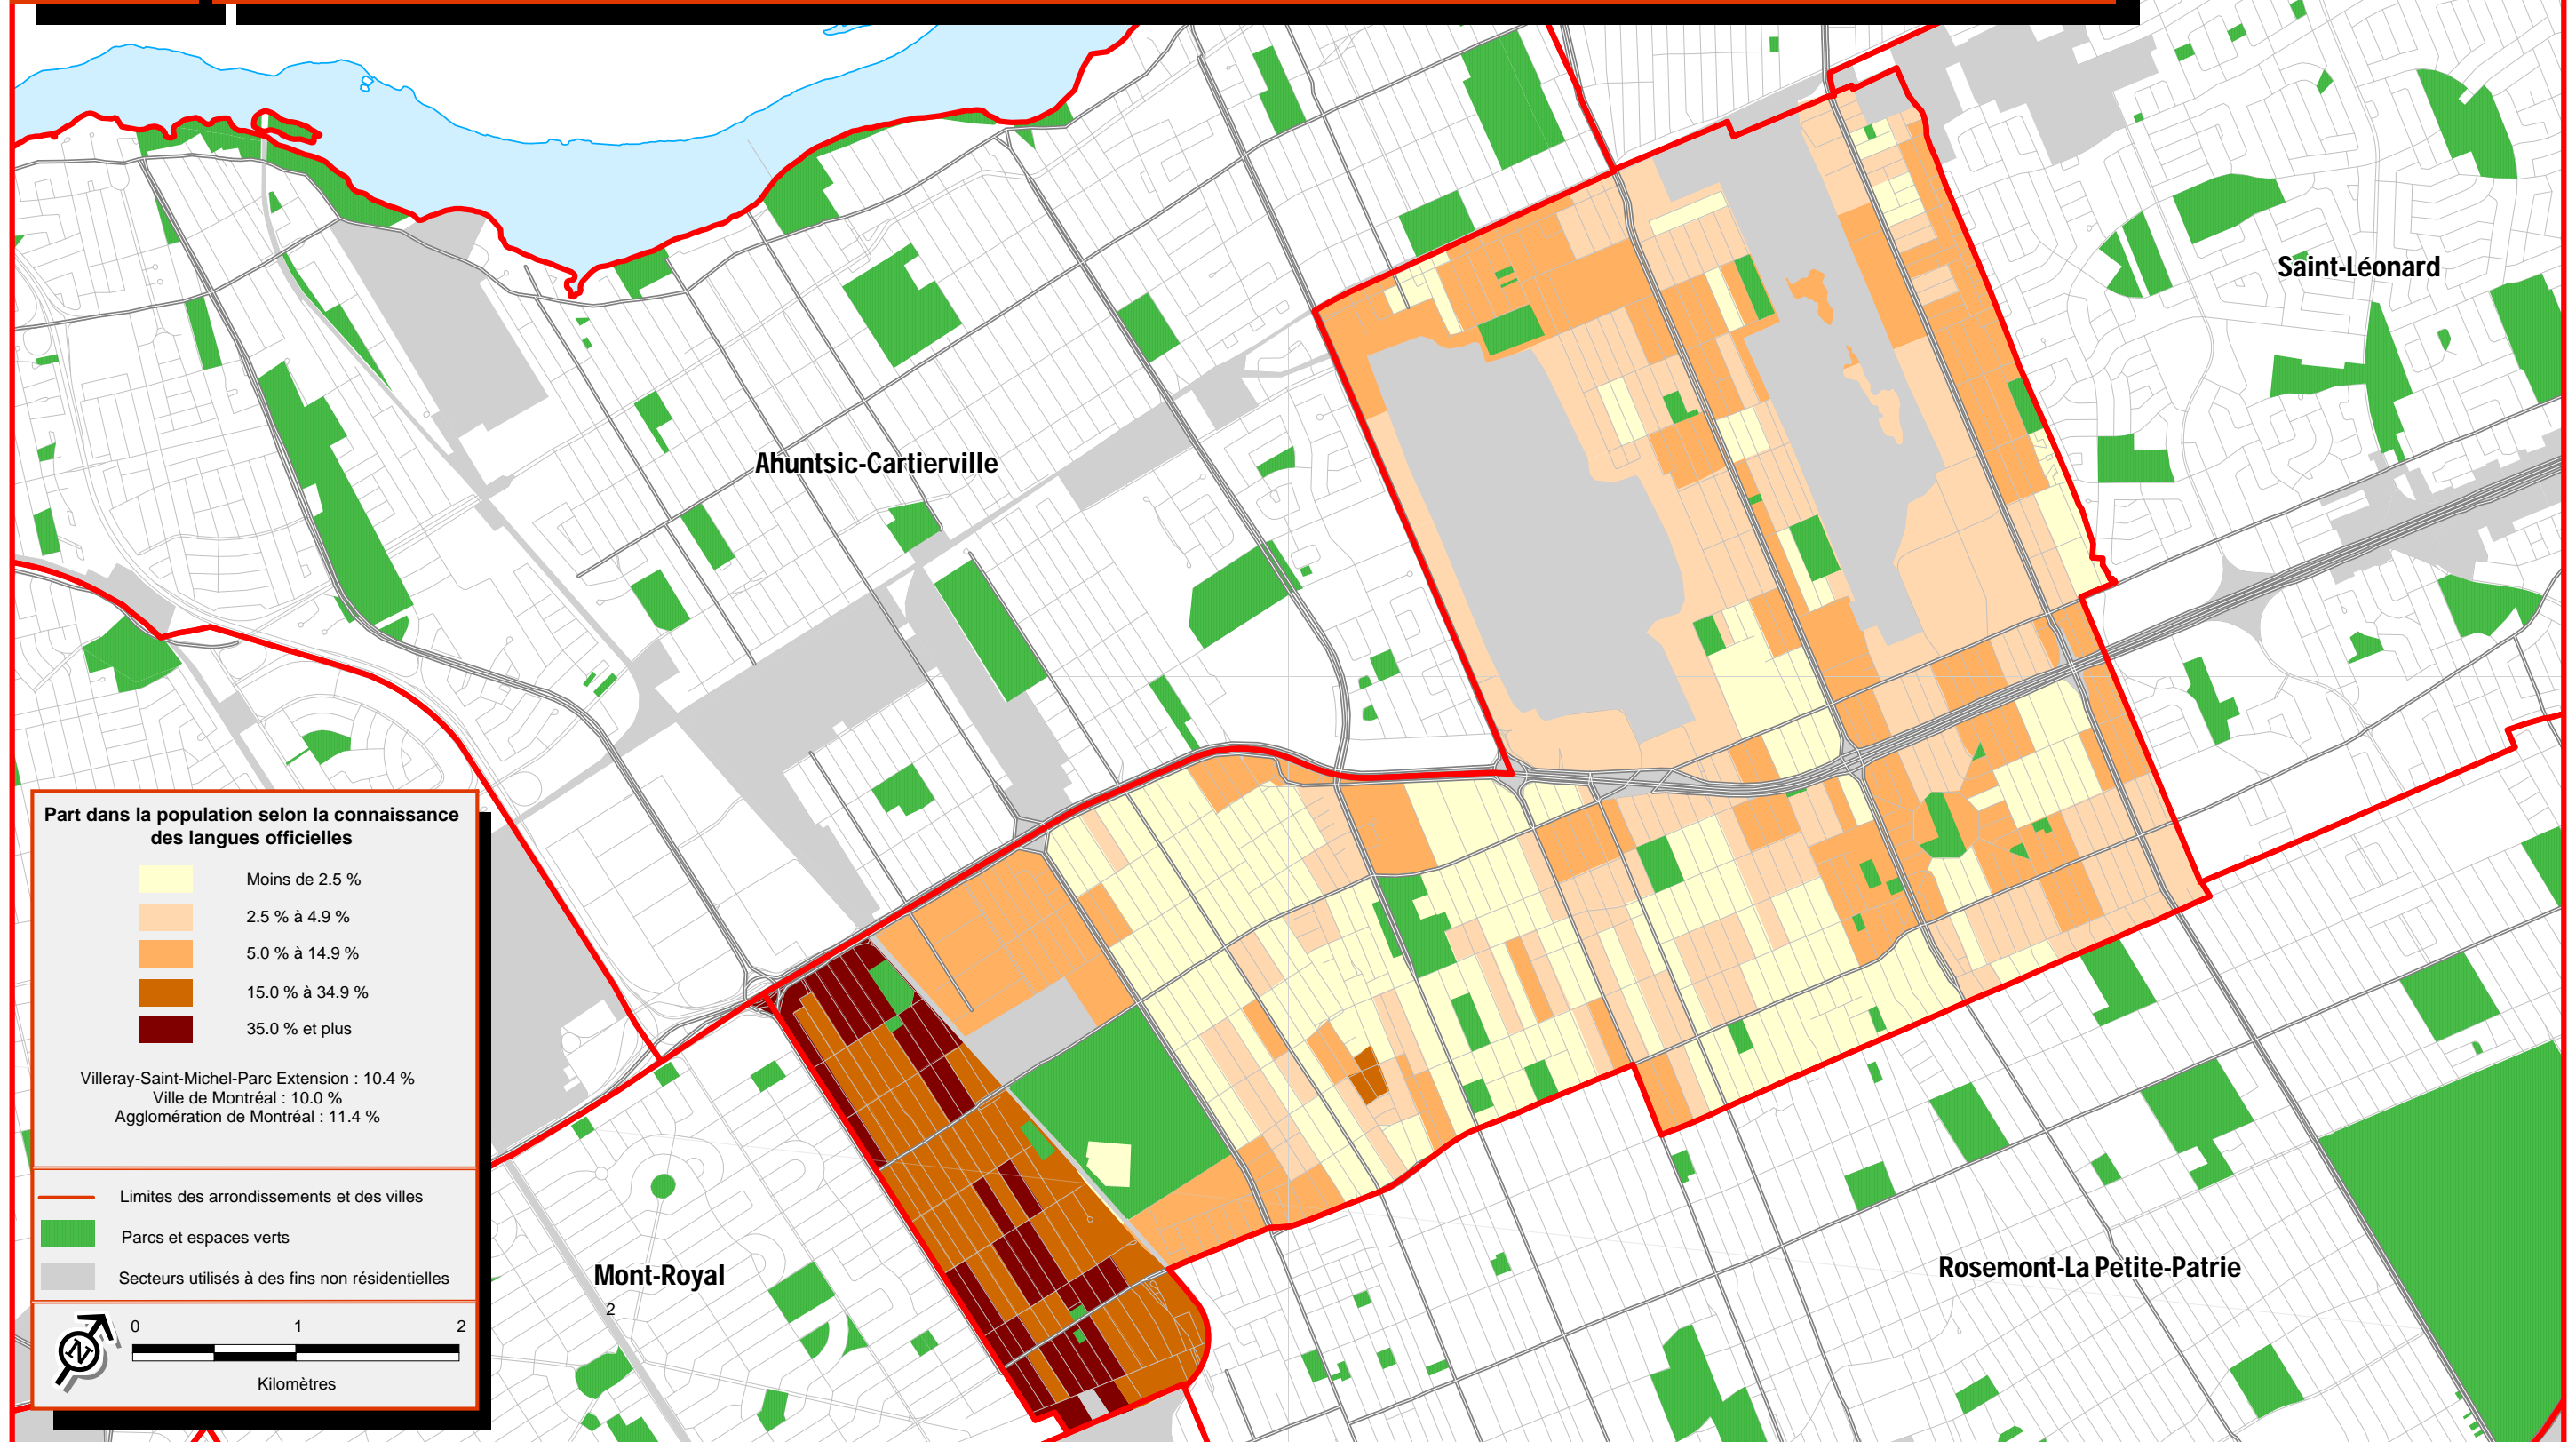 Saint-Léonard
Ahuntsic-Cartierville
Part dans la population selon la connaissance
des langues officielles
Moins de 2.5 %
2.5 % à 4.9 %
5.0 % à 14.9 %
15.0 % à 34.9 %
35.0 % et plus
Villeray-Saint-Michel-Parc Extension : 10.4 %
Ville de Montréal : 10.0 %
Agglomération de Montréal : 11.4 %
Limites des arrondissements et des villes
Parcs et espaces verts
Secteurs utilisés à des fins non résidentielles
N
0 1 2
Kilomètres
Mont-Royal
2
Rosemont-La Petite-Patrie